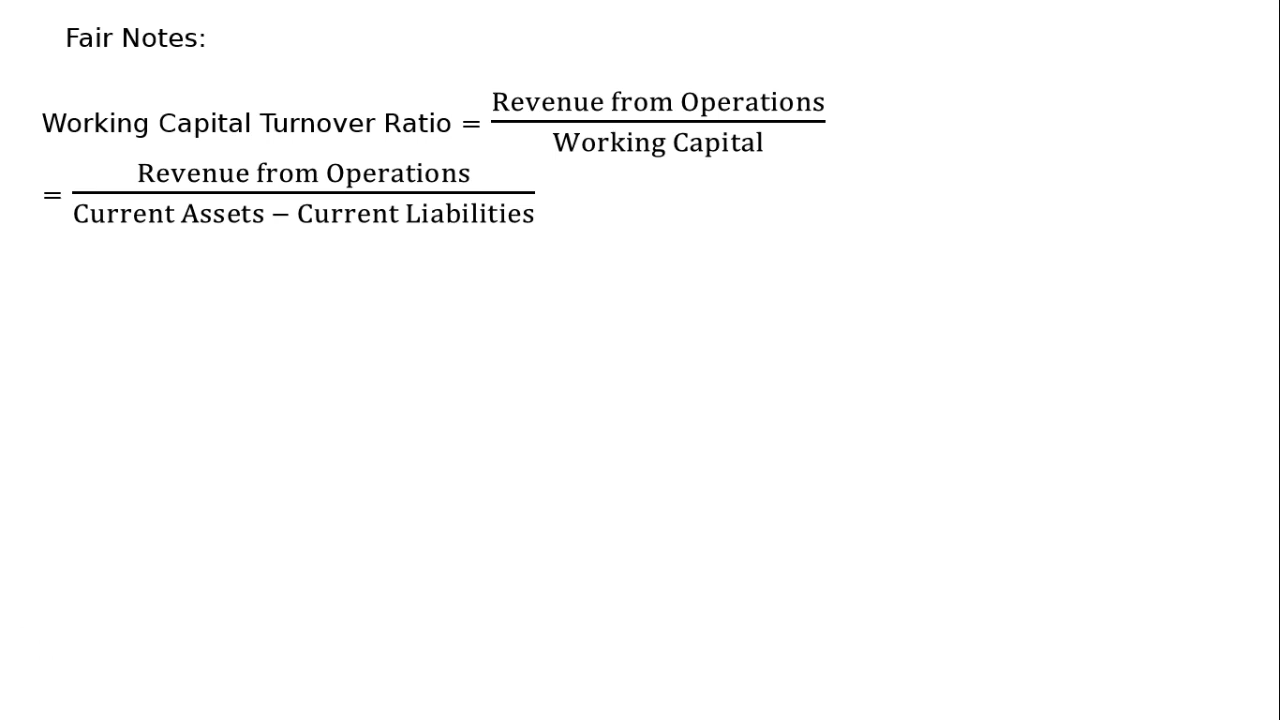 Fair Notes:
Working Capital Turnover Ratio = Revenue from Operations / Working Capital
= Revenue from Operations / Current Assets − Current Liabilities